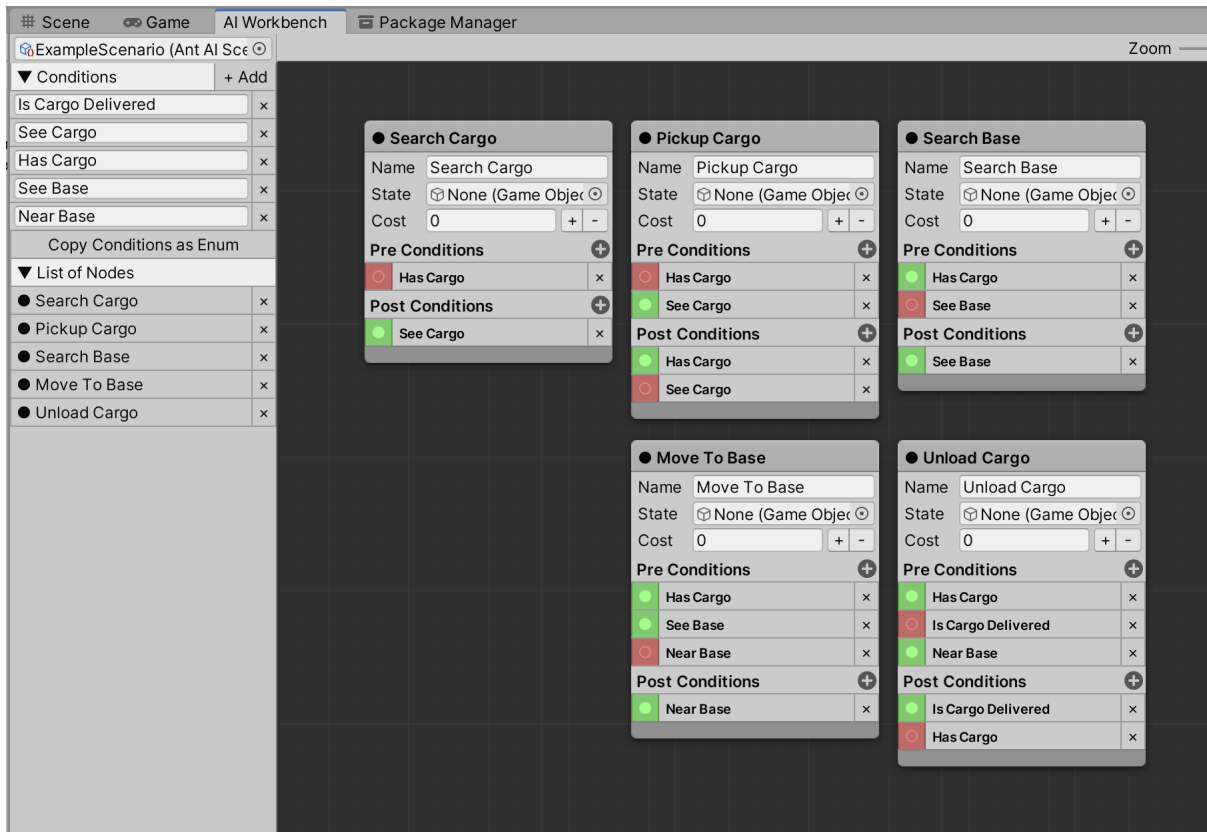 Scene Game AI Workbench Package Manager
ExampleScenario (Ant AI Sce
Zoom
Conditions + Add
Is Cargo Delivered ×
See Cargo ×
Has Cargo ×
See Base ×
Near Base ×
Copy Conditions as Enum
List of Nodes
Search Cargo ×
Pickup Cargo ×
Search Base ×
Move To Base ×
Unload Cargo ×
Search Cargo
Name Search Cargo
State None (Game Objec
Cost 0 + -
Pre Conditions
Has Cargo ×
Post Conditions
See Cargo ×
Pickup Cargo
Name Pickup Cargo
State None (Game Objec
Cost 0 + -
Pre Conditions
Has Cargo ×
See Cargo ×
Post Conditions
Has Cargo ×
See Cargo ×
Search Base
Name Search Base
State None (Game Objec
Cost 0 + -
Pre Conditions
Has Cargo ×
See Base ×
Post Conditions
See Base ×
Move To Base
Name Move To Base
State None (Game Objec
Cost 0 + -
Pre Conditions
Has Cargo ×
See Base ×
Near Base ×
Post Conditions
Near Base ×
Unload Cargo
Name Unload Cargo
State None (Game Objec
Cost 0 + -
Pre Conditions
Has Cargo ×
Is Cargo Delivered ×
Near Base ×
Post Conditions
Is Cargo Delivered ×
Has Cargo ×